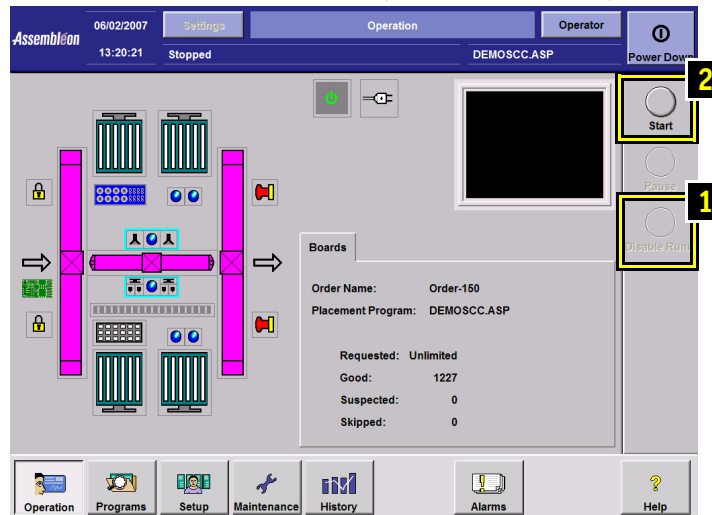 Assembléon
06/02/2007
Settings
Operation
Operator
Power Down
13:20:21
Stopped
DEMOSCC.ASP
2
Start
Pause
1
Disable Run
Boards
Order Name: Order-150
Placement Program: DEMOSCC.ASP
Requested: Unlimited
Good: 1227
Suspected: 0
Skipped: 0
Operation
Programs
Setup
Maintenance
History
Alarms
Help